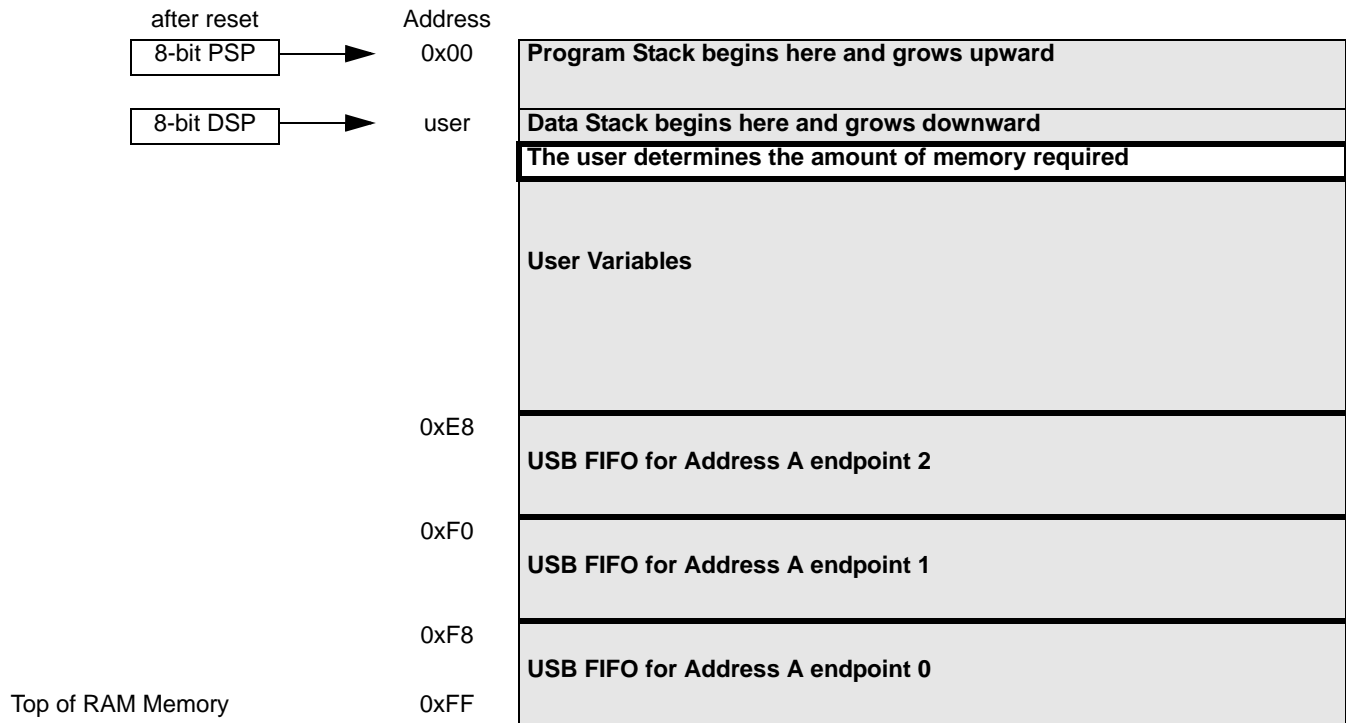 after reset Address
8-bit PSP 0x00 Program Stack begins here and grows upward
8-bit DSP user Data Stack begins here and grows downward
The user determines the amount of memory required
User Variables
0xE8
USB FIFO for Address A endpoint 2
0xF0
USB FIFO for Address A endpoint 1
0xF8
USB FIFO for Address A endpoint 0
Top of RAM Memory 0xFF